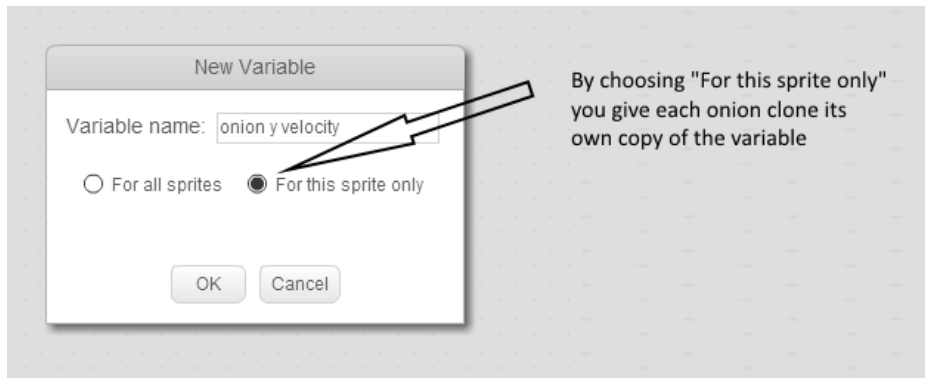 New Variable
By choosing "For this sprite only"
you give each onion clone its
own copy of the variable
Variable name: onion y velocity
For all sprites For this sprite only
OK Cancel